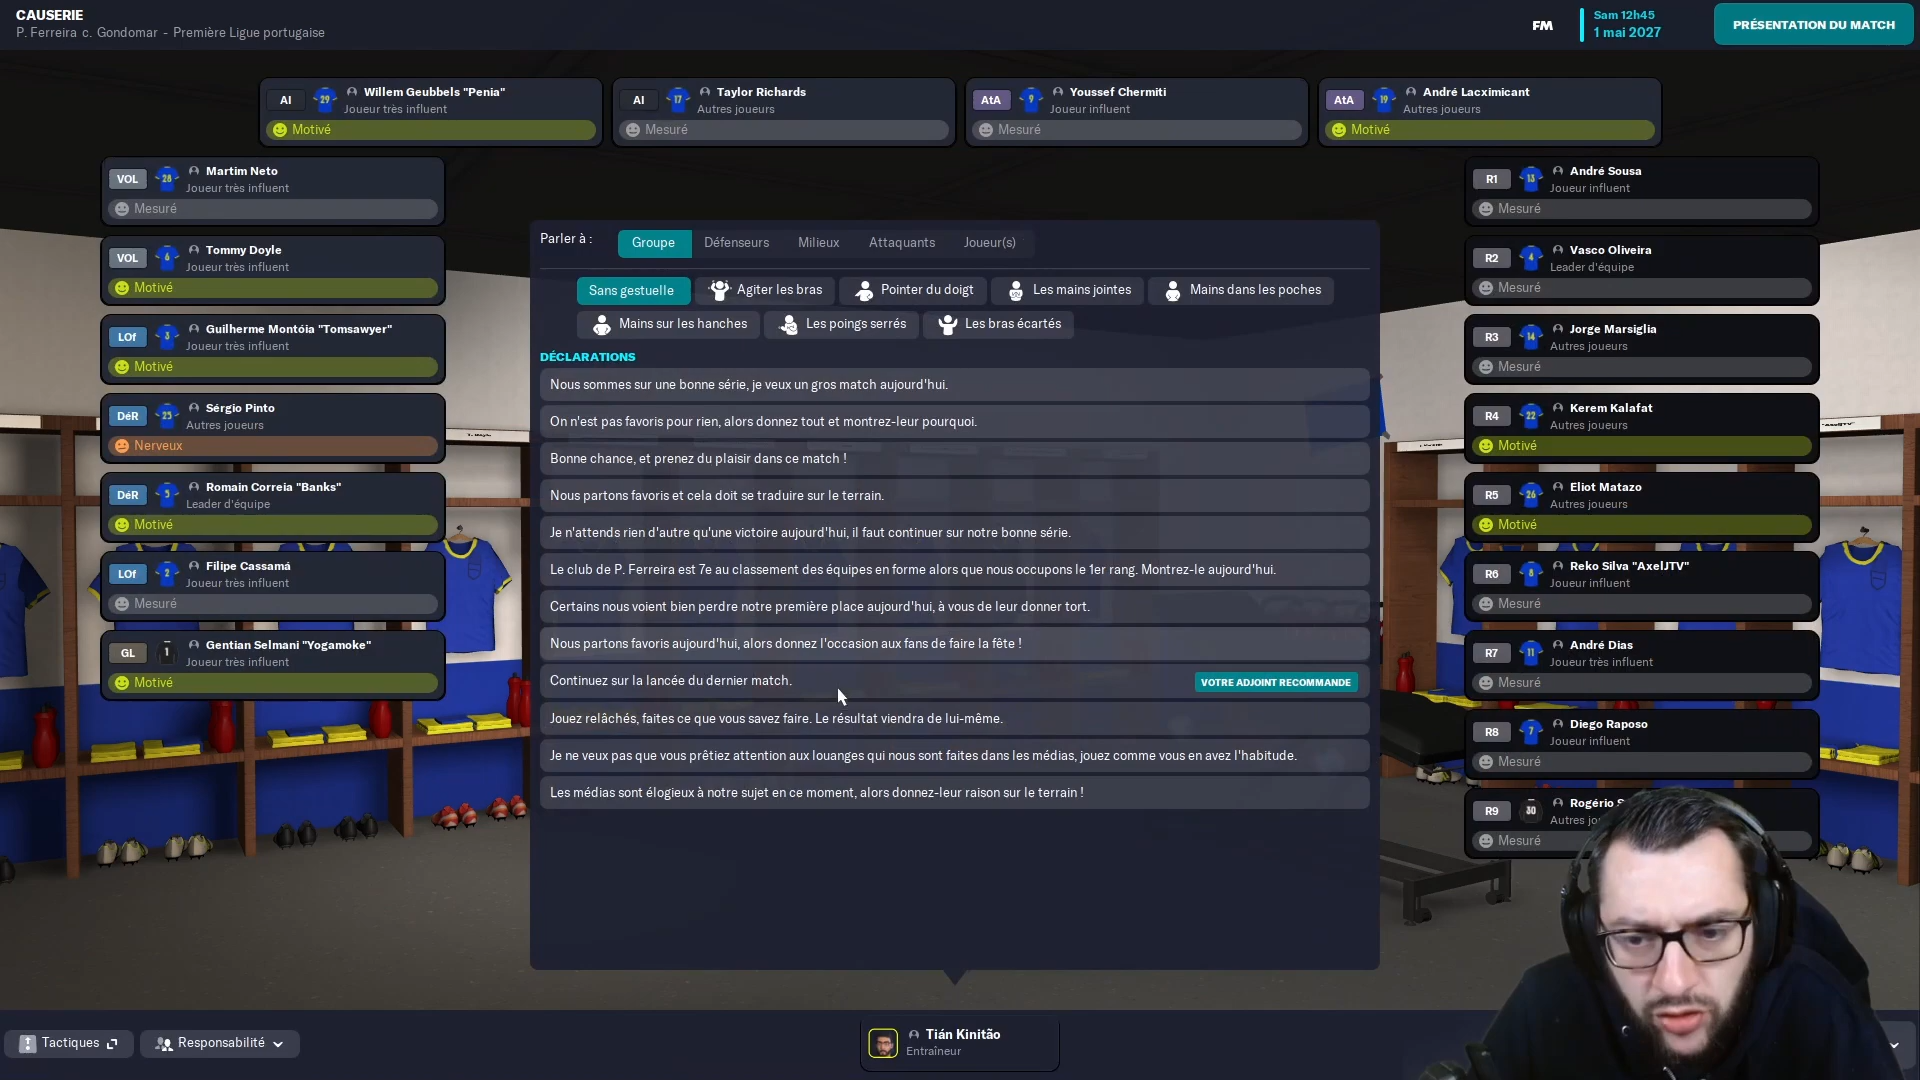 CAUSERIE
P. Ferreira c. Gondomar - Première Ligue portugaise
FM
Sam 12h45
1 mai 2027
PRÉSENTATION DU MATCH
AI 29 Willem Geubbels "Penia"
Joueur très influent
Motivé
AI 17 Taylor Richards
Autres joueurs
Mesuré
AtA 9 Youssef Chermiti
Joueur influent
Mesuré
AtA 19 André Lacximicant
Autres joueurs
Motivé
VOL 28 Martim Neto
Joueur très influent
Mesuré
VOL 6 Tommy Doyle
Joueur très influent
Motivé
LOf 3 Guilherme Montóia "Tomsawyer"
Joueur très influent
Motivé
DéR 25 Sérgio Pinto
Autres joueurs
Nerveux
DéR 5 Romain Correia "Banks"
Leader d'équipe
Motivé
LOf 2 Filipe Cassamá
Joueur très influent
Mesuré
GL 1 Gentian Selmani "Yogamoke"
Joueur très influent
Motivé
Parler à : Groupe Défenseurs Milieux Attaquants Joueur(s)
Sans gestuelle Agiter les bras Pointer du doigt Les mains jointes Mains dans les poches
Mains sur les hanches Les poings serrés Les bras écartés
DÉCLARATIONS
Nous sommes sur une bonne série, je veux un gros match aujourd'hui.
On n'est pas favoris pour rien, alors donnez tout et montrez-leur pourquoi.
Bonne chance, et prenez du plaisir dans ce match !
Nous partons favoris et cela doit se traduire sur le terrain.
Je n'attends rien d'autre qu'une victoire aujourd'hui, il faut continuer sur notre bonne série.
Le club de P. Ferreira est 7e au classement des équipes en forme alors que nous occupons le 1er rang. Montrez-le aujourd'hui.
Certains nous voient bien perdre notre première place aujourd'hui, à vous de leur donner tort.
Nous partons favoris aujourd'hui, alors donnez l'occasion aux fans de faire la fête !
Continuez sur la lancée du dernier match. VOTRE ADJOINT RECOMMANDE
Jouez relâchés, faites ce que vous savez faire. Le résultat viendra de lui-même.
Je ne veux pas que vous prêtiez attention aux louanges qui nous sont faites dans les médias, jouez comme vous en avez l'habitude.
Les médias sont élogieux à notre sujet en ce moment, alors donnez-leur raison sur le terrain !
R1 13 André Sousa
Joueur influent
Mesuré
R2 4 Vasco Oliveira
Leader d'équipe
Mesuré
R3 14 Jorge Marsiglia
Autres joueurs
Mesuré
R4 22 Kerem Kalafat
Autres joueurs
Motivé
R5 26 Eliot Matazo
Autres joueurs
Motivé
R6 8 Reko Silva "AxelJTV"
Joueur influent
Mesuré
R7 11 André Dias
Joueur très influent
Mesuré
R8 7 Diego Raposo
Joueur influent
Mesuré
R9 30 Rogério
Autres
Mesuré
Tactiques
Responsabilité
Tián Kinitão
Entraîneur